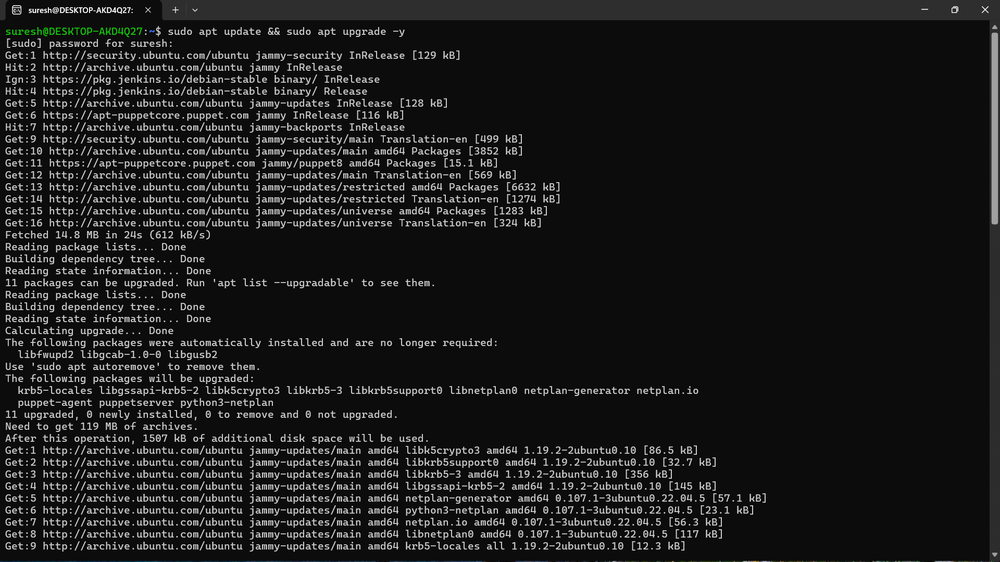 suresh@DESKTOP-AKD4Q27:
suresh@DESKTOP-AKD4Q27:~$ sudo apt update && sudo apt upgrade -y
[sudo] password for suresh:
Get:1 http://security.ubuntu.com/ubuntu jammy-security InRelease [129 kB]
Hit:2 http://archive.ubuntu.com/ubuntu jammy InRelease
Ign:3 https://pkg.jenkins.io/debian-stable binary/ InRelease
Hit:4 https://pkg.jenkins.io/debian-stable binary/ Release
Get:5 http://archive.ubuntu.com/ubuntu jammy-updates InRelease [128 kB]
Get:6 https://apt-puppetcore.puppet.com jammy InRelease [116 kB]
Hit:7 http://archive.ubuntu.com/ubuntu jammy-backports InRelease
Get:9 http://security.ubuntu.com/ubuntu jammy-security/main Translation-en [499 kB]
Get:10 http://archive.ubuntu.com/ubuntu jammy-updates/main amd64 Packages [3852 kB]
Get:11 https://apt-puppetcore.puppet.com jammy/puppet8 amd64 Packages [15.1 kB]
Get:12 http://archive.ubuntu.com/ubuntu jammy-updates/main Translation-en [569 kB]
Get:13 http://archive.ubuntu.com/ubuntu jammy-updates/restricted amd64 Packages [6632 kB]
Get:14 http://archive.ubuntu.com/ubuntu jammy-updates/restricted Translation-en [1274 kB]
Get:15 http://archive.ubuntu.com/ubuntu jammy-updates/universe amd64 Packages [1283 kB]
Get:16 http://archive.ubuntu.com/ubuntu jammy-updates/universe Translation-en [324 kB]
Fetched 14.8 MB in 24s (612 kB/s)
Reading package lists... Done
Building dependency tree... Done
Reading state information... Done
11 packages can be upgraded. Run 'apt list --upgradable' to see them.
Reading package lists... Done
Building dependency tree... Done
Reading state information... Done
Calculating upgrade... Done
The following packages were automatically installed and are no longer required:
  libfwupd2 libgcab-1.0-0 libgusb2
Use 'sudo apt autoremove' to remove them.
The following packages will be upgraded:
  krb5-locales libgssapi-krb5-2 libk5crypto3 libkrb5-3 libkrb5support0 libnetplan0 netplan-generator netplan.io
  puppet-agent puppetserver python3-netplan
11 upgraded, 0 newly installed, 0 to remove and 0 not upgraded.
Need to get 119 MB of archives.
After this operation, 1507 kB of additional disk space will be used.
Get:1 http://archive.ubuntu.com/ubuntu jammy-updates/main amd64 libk5crypto3 amd64 1.19.2-2ubuntu0.10 [86.5 kB]
Get:2 http://archive.ubuntu.com/ubuntu jammy-updates/main amd64 libkrb5support0 amd64 1.19.2-2ubuntu0.10 [32.7 kB]
Get:3 http://archive.ubuntu.com/ubuntu jammy-updates/main amd64 libkrb5-3 amd64 1.19.2-2ubuntu0.10 [356 kB]
Get:4 http://archive.ubuntu.com/ubuntu jammy-updates/main amd64 libgssapi-krb5-2 amd64 1.19.2-2ubuntu0.10 [145 kB]
Get:5 http://archive.ubuntu.com/ubuntu jammy-updates/main amd64 netplan-generator amd64 0.107.1-3ubuntu0.22.04.5 [57.1 kB]
Get:6 http://archive.ubuntu.com/ubuntu jammy-updates/main amd64 python3-netplan amd64 0.107.1-3ubuntu0.22.04.5 [23.1 kB]
Get:7 http://archive.ubuntu.com/ubuntu jammy-updates/main amd64 netplan.io amd64 0.107.1-3ubuntu0.22.04.5 [56.3 kB]
Get:8 http://archive.ubuntu.com/ubuntu jammy-updates/main amd64 libnetplan0 amd64 0.107.1-3ubuntu0.22.04.5 [117 kB]
Get:9 http://archive.ubuntu.com/ubuntu jammy-updates/main amd64 krb5-locales all 1.19.2-2ubuntu0.10 [12.3 kB]